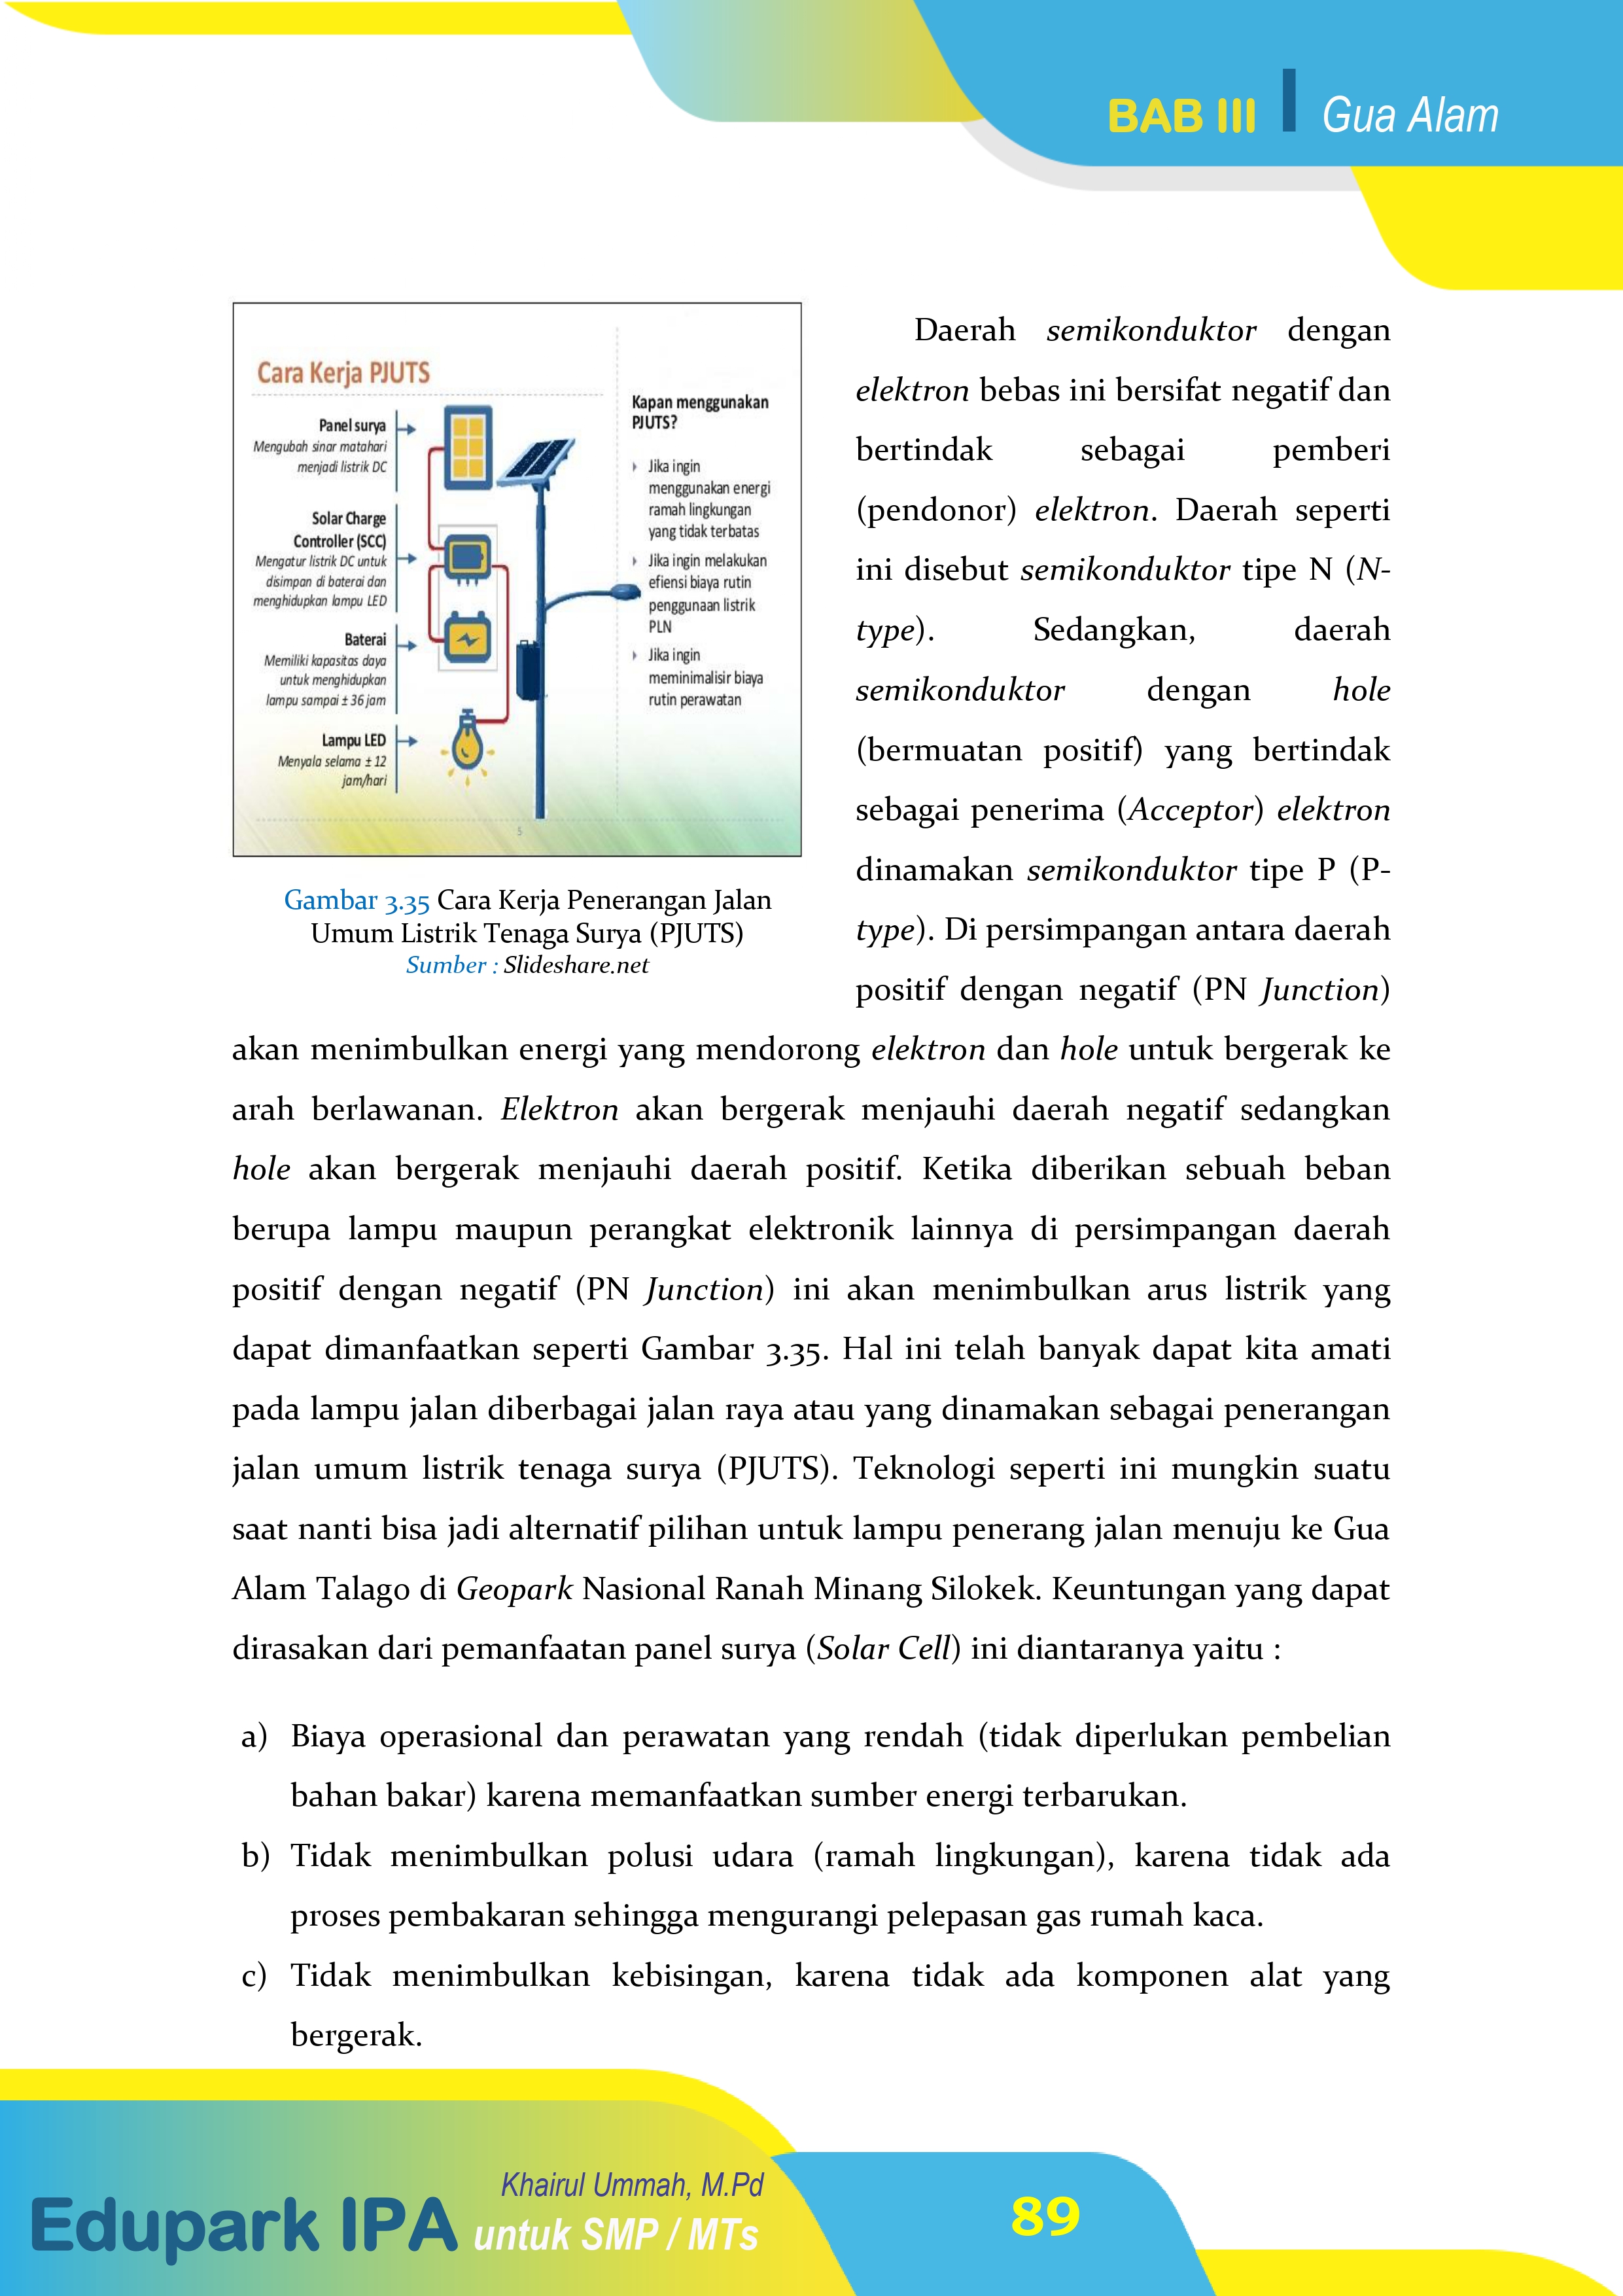 BAB III | Gua Alam
Cara Kerja PJUTS
Panel surya
Mengubah sinar matahari
menjadi listrik DC
Solar Charge
Controller (SCC)
Mengatur listrik DC untuk
disimpan di baterai dan
menghidupkan lampu LED
Baterai
Memiliki kapasitas daya
untuk menghidupkan
lampu sampai ± 36 jam
Lampu LED
Menyala selama ± 12
jam/hari
Kapan menggunakan
PJUTS?
Jika ingin
menggunakan energi
ramah lingkungan
yang tidak terbatas
Jika ingin melakukan
efiensi biaya rutin
penggunaan listrik
PLN
Jika ingin
meminimalisir biaya
rutin perawatan
5
Gambar 3.35 Cara Kerja Penerangan Jalan
Umum Listrik Tenaga Surya (PJUTS)
Sumber : Slideshare.net
Daerah semikonduktor dengan
elektron bebas ini bersifat negatif dan
bertindak sebagai pemberi
(pendonor) elektron. Daerah seperti
ini disebut semikonduktor tipe N (N-
type). Sedangkan, daerah
semikonduktor dengan hole
(bermuatan positif) yang bertindak
sebagai penerima (Acceptor) elektron
dinamakan semikonduktor tipe P (P-
type). Di persimpangan antara daerah
positif dengan negatif (PN Junction)
akan menimbulkan energi yang mendorong elektron dan hole untuk bergerak ke
arah berlawanan. Elektron akan bergerak menjauhi daerah negatif sedangkan
hole akan bergerak menjauhi daerah positif. Ketika diberikan sebuah beban
berupa lampu maupun perangkat elektronik lainnya di persimpangan daerah
positif dengan negatif (PN Junction) ini akan menimbulkan arus listrik yang
dapat dimanfaatkan seperti Gambar 3.35. Hal ini telah banyak dapat kita amati
pada lampu jalan diberbagai jalan raya atau yang dinamakan sebagai penerangan
jalan umum listrik tenaga surya (PJUTS). Teknologi seperti ini mungkin suatu
saat nanti bisa jadi alternatif pilihan untuk lampu penerang jalan menuju ke Gua
Alam Talago di Geopark Nasional Ranah Minang Silokek. Keuntungan yang dapat
dirasakan dari pemanfaatan panel surya (Solar Cell) ini diantaranya yaitu :
a) Biaya operasional dan perawatan yang rendah (tidak diperlukan pembelian
bahan bakar) karena memanfaatkan sumber energi terbarukan.
b) Tidak menimbulkan polusi udara (ramah lingkungan), karena tidak ada
proses pembakaran sehingga mengurangi pelepasan gas rumah kaca.
c) Tidak menimbulkan kebisingan, karena tidak ada komponen alat yang
bergerak.
Khairul Ummah, M.Pd
Edupark IPA untuk SMP / MTs
89